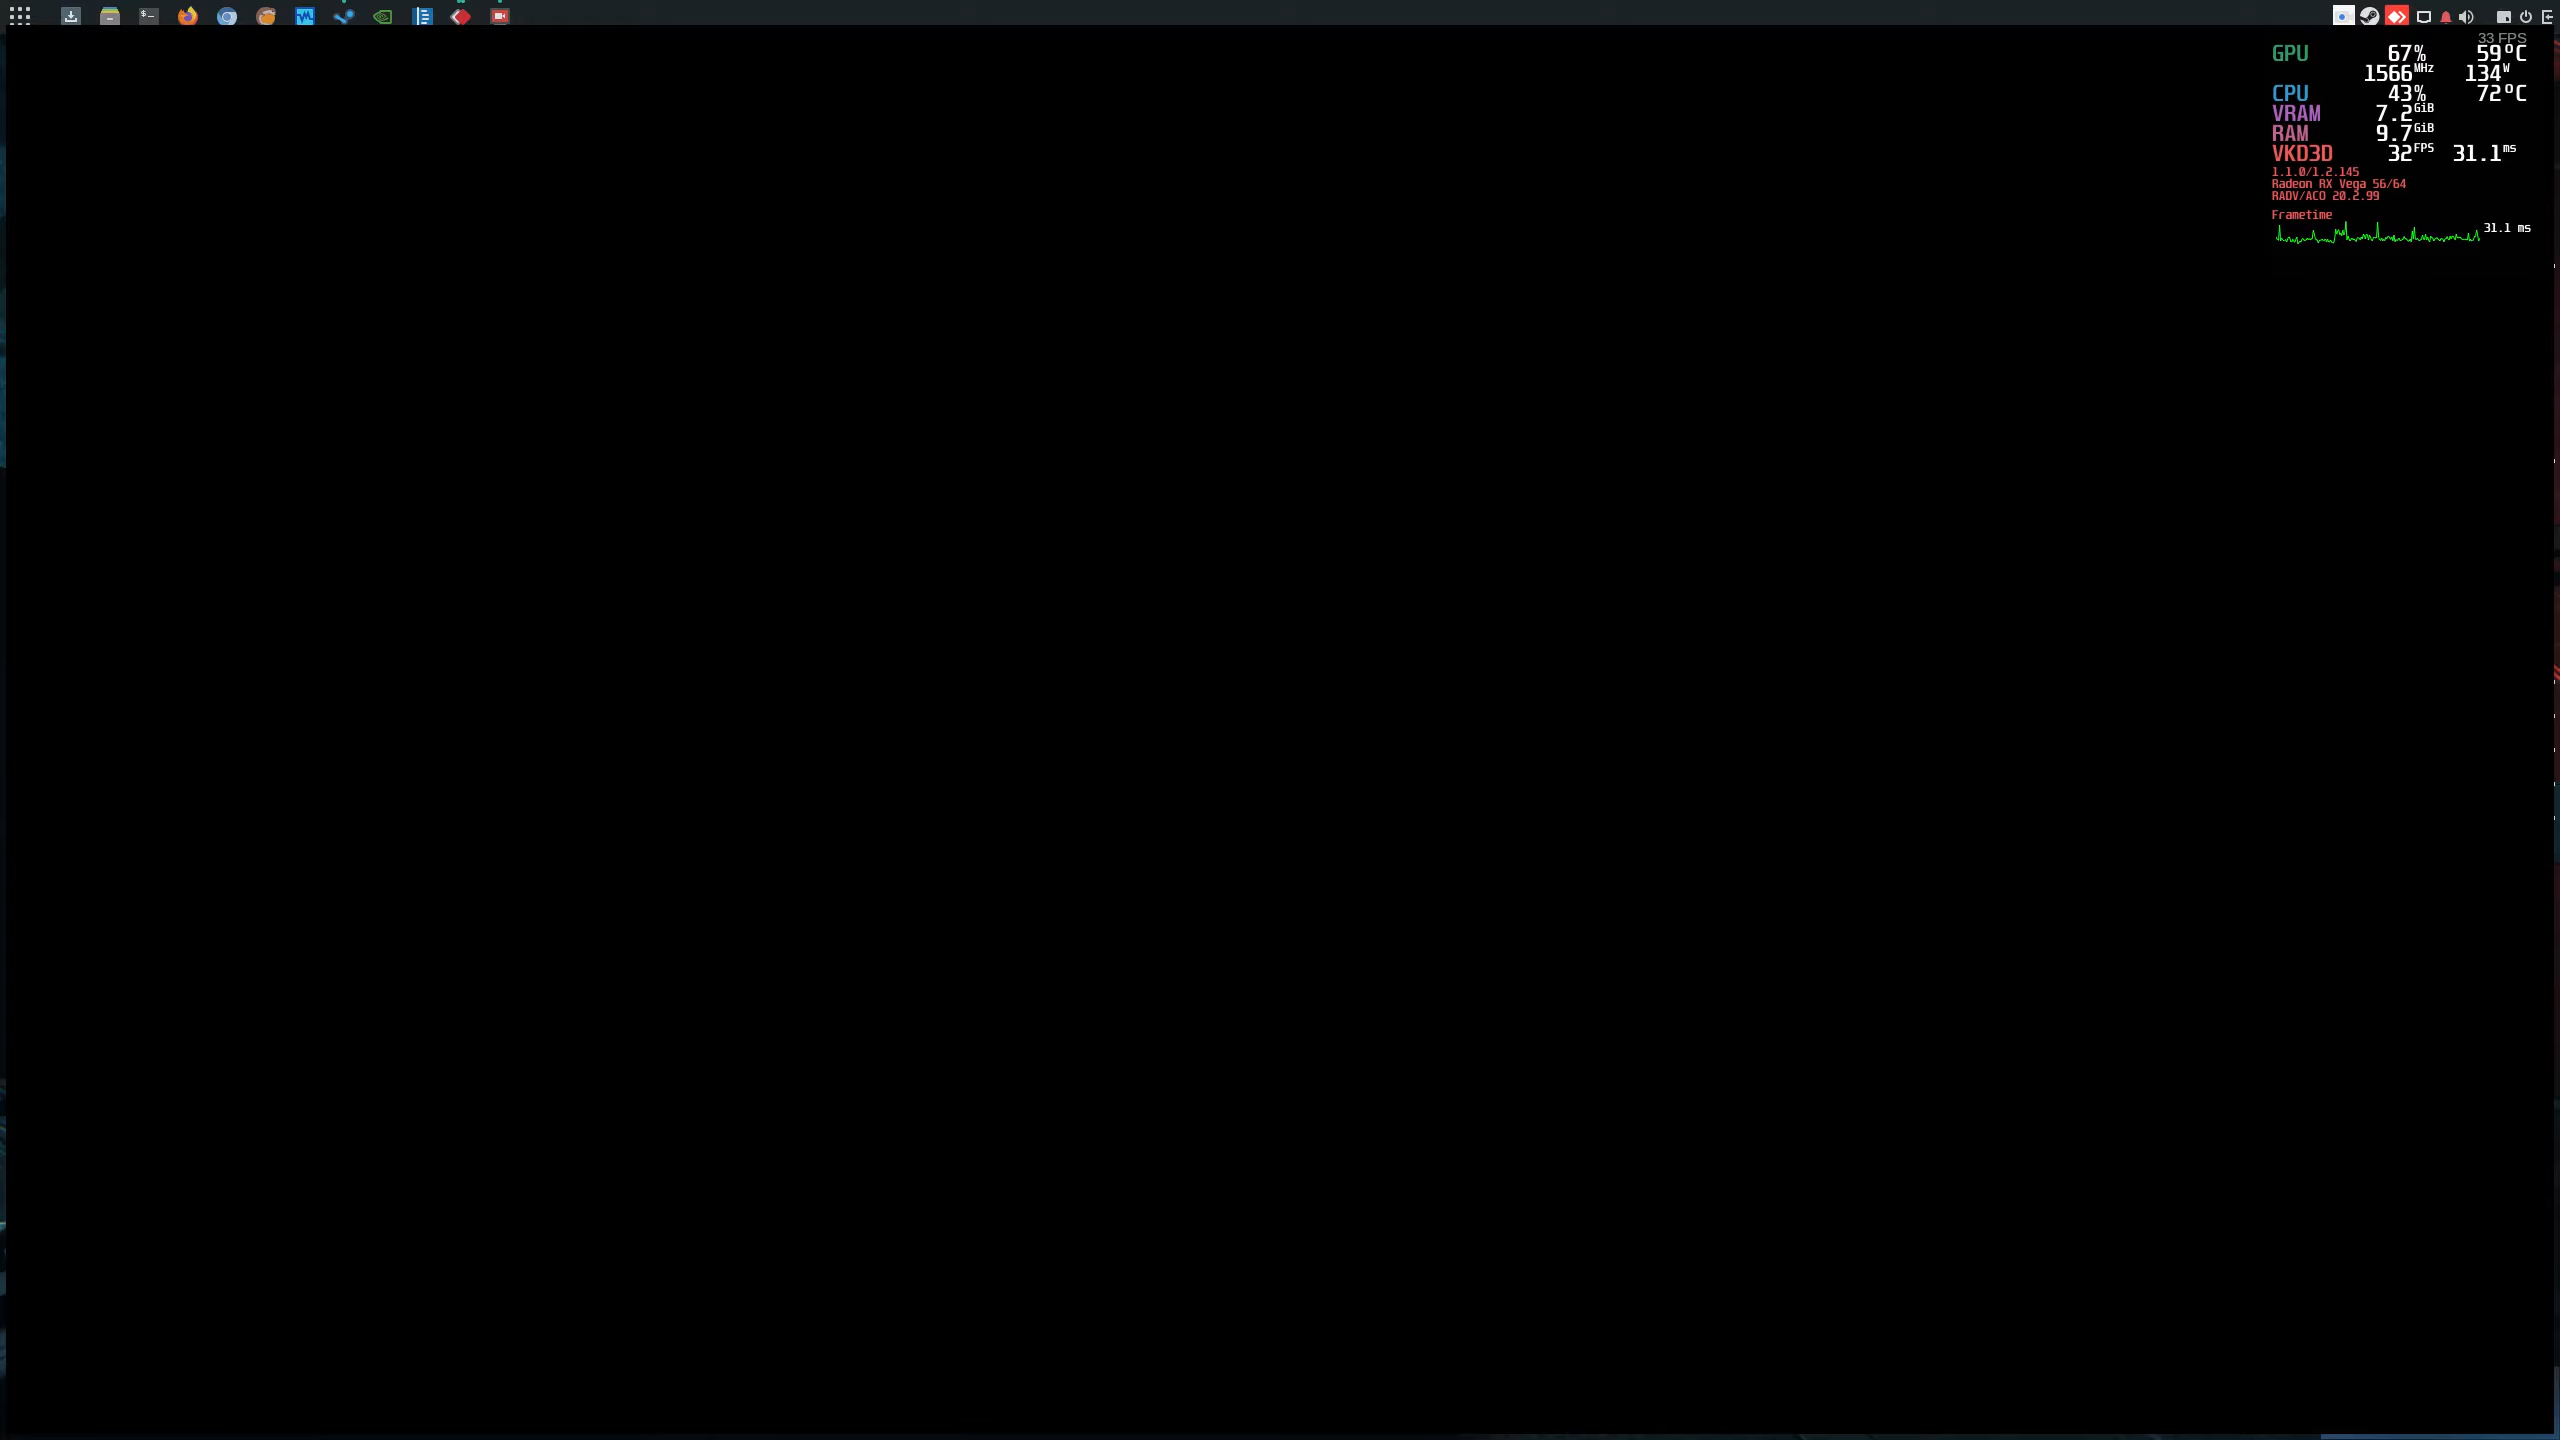 33 FPS
GPU 67% 59°C
1566MHz 134W
CPU 43% 72°C
VRAM 7.2GiB
RAM 9.7GiB
VKD3D 32FPS 31.1ms
1.1.0/1.2.145
Radeon RX Vega 56/64
RADV/ACO 20.2.99
Frametime
31.1 ms